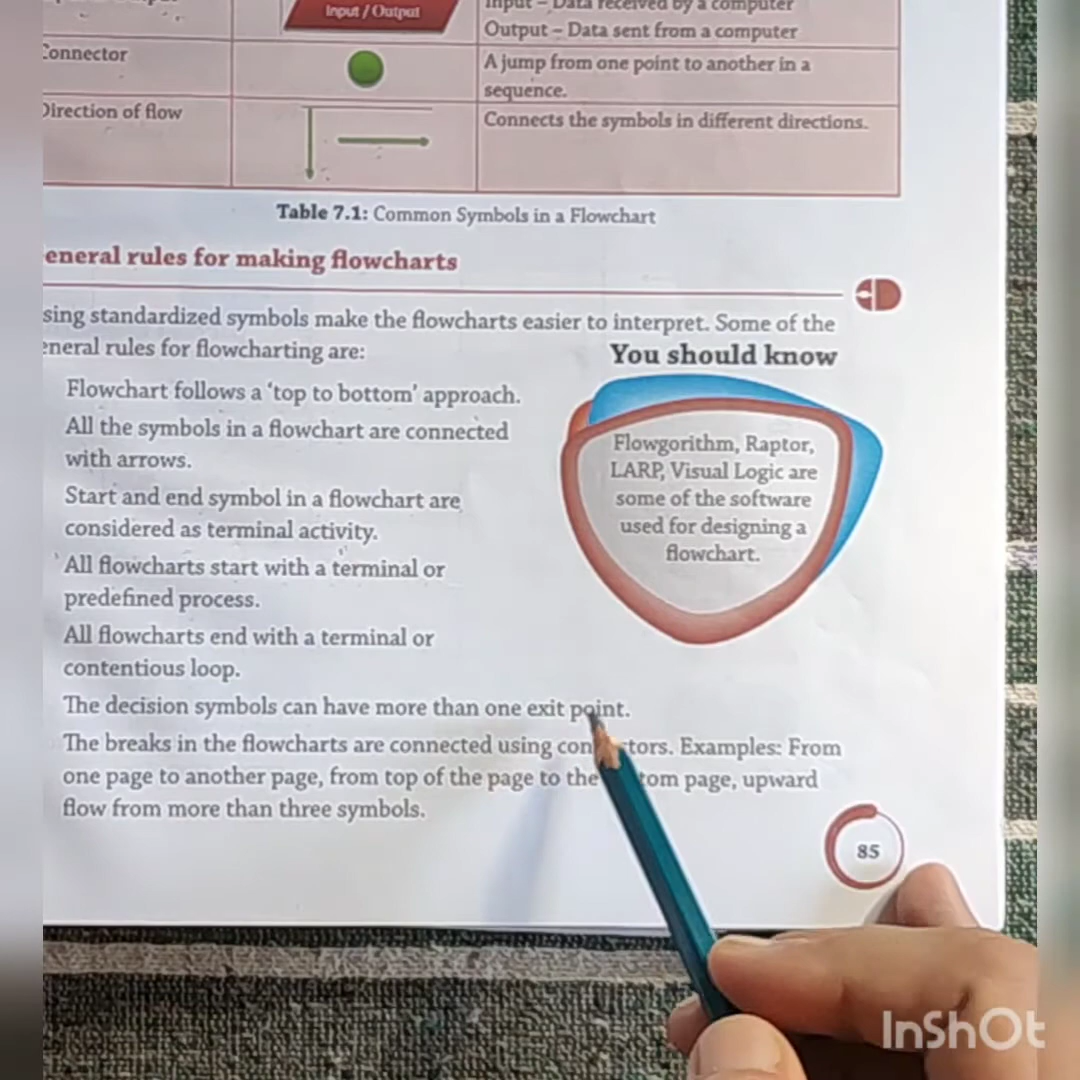 Input / Output
Input – Data received by a computer
Output – Data sent from a computer
Connector
A jump from one point to another in a
sequence.
Direction of flow
Connects the symbols in different directions.
Table 7.1: Common Symbols in a Flowchart
eneral rules for making flowcharts
sing standardized symbols make the flowcharts easier to interpret. Some of the
eneral rules for flowcharting are:
You should know
Flowchart follows a ‘top to bottom’ approach.
All the symbols in a flowchart are connected
with arrows.
Start and end symbol in a flowchart are
considered as terminal activity.
All flowcharts start with a terminal or
predefined process.
All flowcharts end with a terminal or
contentious loop.
Flowgorithm, Raptor,
LARP, Visual Logic are
some of the software
used for designing a
flowchart.
The decision symbols can have more than one exit point.
The breaks in the flowcharts are connected using con tors. Examples: From
one page to another page, from top of the page to the tom page, upward
flow from more than three symbols.
85
InShOt